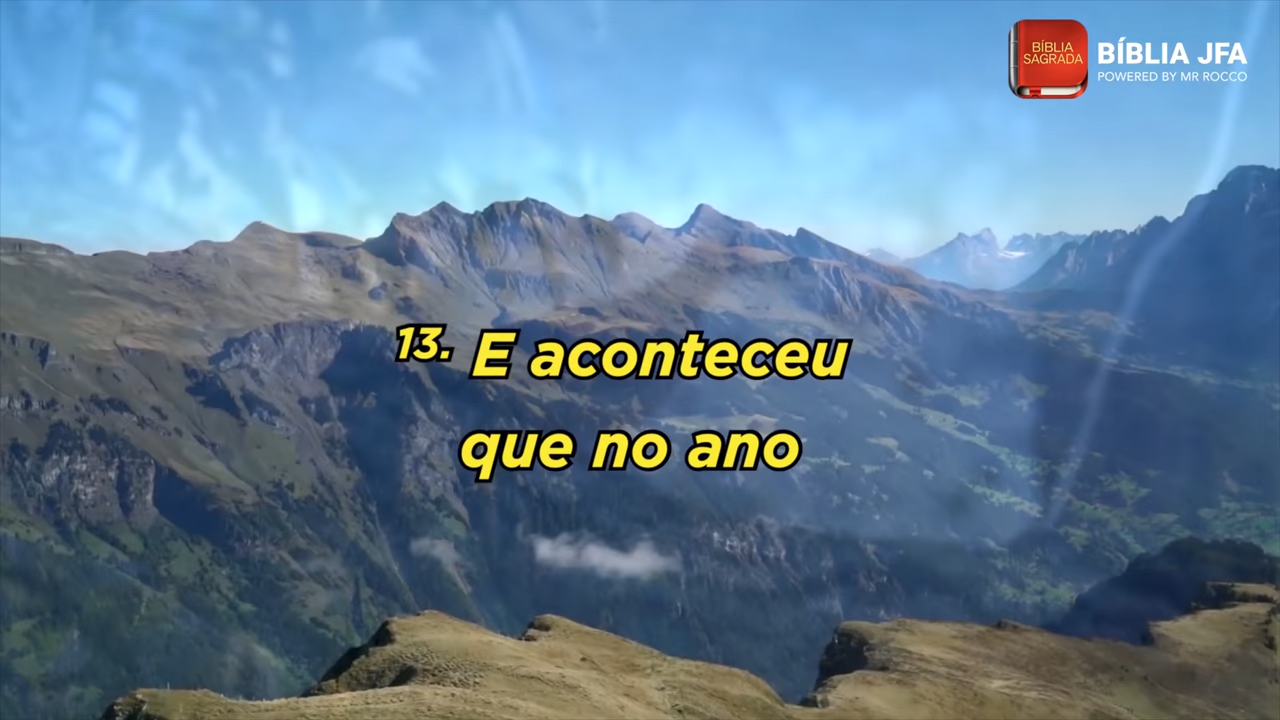 BÍBLIA
SAGRADA
BÍBLIA JFA
POWERED BY MR ROCCO
13. E aconteceu
que no ano